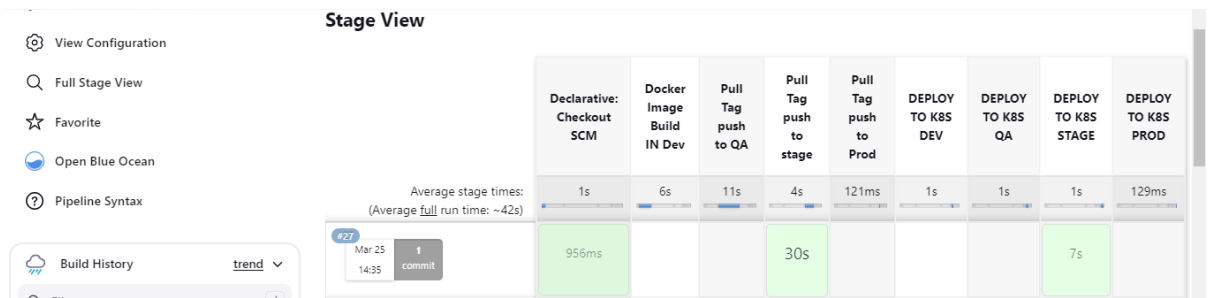 Stage View
View Configuration
Full Stage View
Favorite
Open Blue Ocean
Pipeline Syntax
Build History trend
Declarative:
Checkout
SCM
Docker
Image
Build
IN Dev
Pull
Tag
push
to QA
Pull
Tag
push
to
stage
Pull
Tag
push
to
Prod
DEPLOY
TO K8S
DEV
DEPLOY
TO K8S
QA
DEPLOY
TO K8S
STAGE
DEPLOY
TO K8S
PROD
Average stage times:
(Average full run time: ~42s)
1s 6s 11s 4s 121ms 1s 1s 1s 129ms
#27
Mar 25
14:35
1
commit
956ms 30s 7s